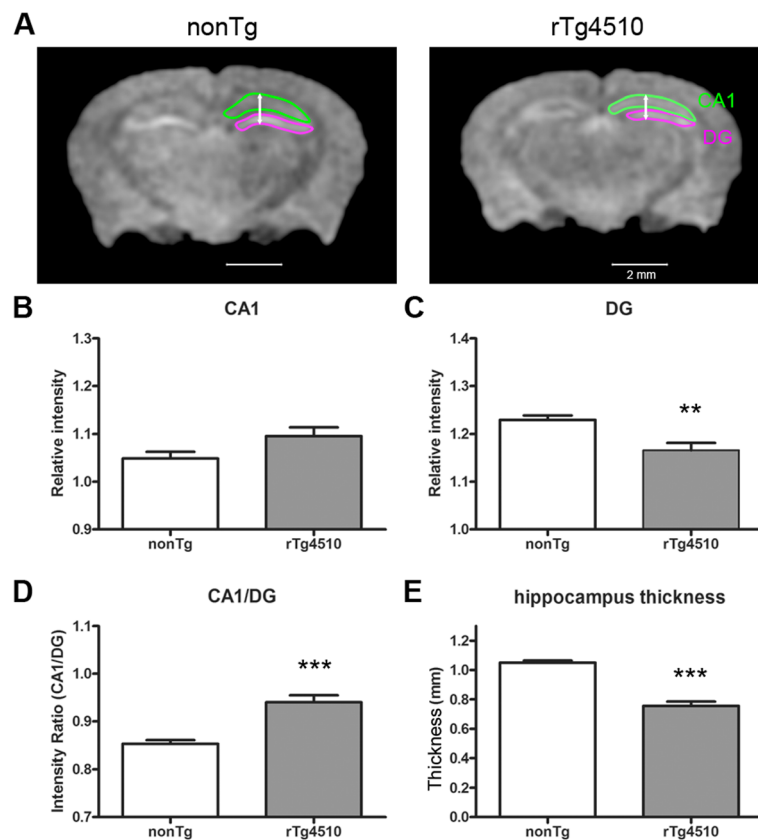 A
nonTg
rTg4510
CA1
DG
2 mm
B
CA1
Relative intensity
1.3
1.2
1.1
1.0
0.9
nonTg
rTg4510
C
DG
Relative intensity
1.4
1.3
1.2
1.1
1.0
**
nonTg
rTg4510
D
CA1/DG
Intensity Ratio (CA1/DG)
1.1
1.0
0.9
0.8
0.7
***
nonTg
rTg4510
E
hippocampus thickness
Thickness (mm)
1.2
1.0
0.8
0.6
0.4
0.2
0.0
***
nonTg
rTg4510